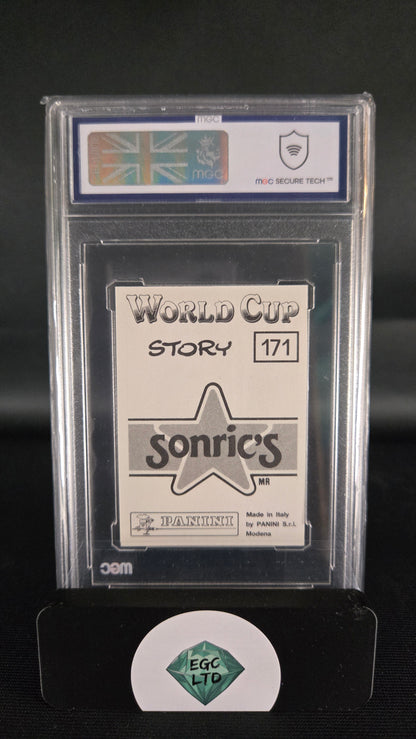 MGC
MGC
MGC SECURE TECH™
WORLD CUP
STORY 171
sonric's
MR
PANINI
Made in Italy
by PANINI S.r.l.
Modena
MGC
EGC
LTD